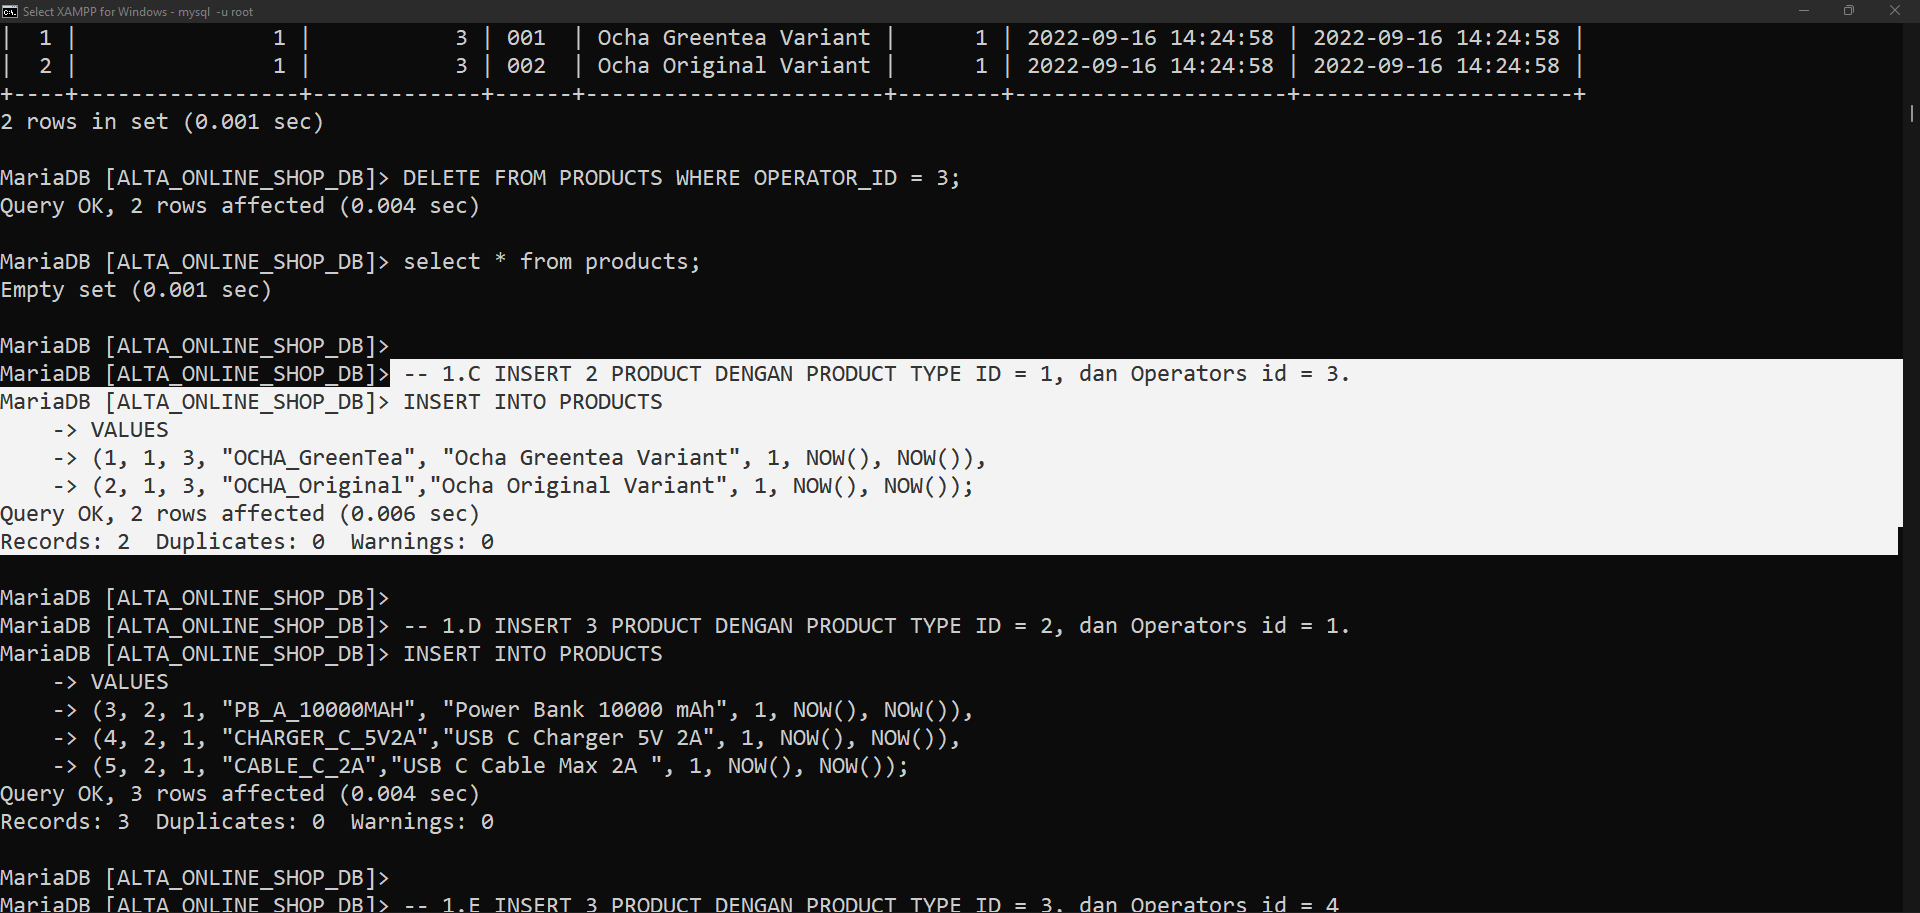 Select XAMPP for Windows - mysql -u root
| 1 | 1 | 3 | 001 | Ocha Greentea Variant | 1 | 2022-09-16 14:24:58 | 2022-09-16 14:24:58 |
| 2 | 1 | 3 | 002 | Ocha Original Variant | 1 | 2022-09-16 14:24:58 | 2022-09-16 14:24:58 |
+----+-----------------+-------------+------+-----------------------+--------+---------------------+---------------------+
2 rows in set (0.001 sec)
MariaDB [ALTA_ONLINE_SHOP_DB]> DELETE FROM PRODUCTS WHERE OPERATOR_ID = 3;
Query OK, 2 rows affected (0.004 sec)
MariaDB [ALTA_ONLINE_SHOP_DB]> select * from products;
Empty set (0.001 sec)
MariaDB [ALTA_ONLINE_SHOP_DB]>
MariaDB [ALTA_ONLINE_SHOP_DB]> -- 1.C INSERT 2 PRODUCT DENGAN PRODUCT TYPE ID = 1, dan Operators id = 3.
MariaDB [ALTA_ONLINE_SHOP_DB]> INSERT INTO PRODUCTS
-> VALUES
-> (1, 1, 3, "OCHA_GreenTea", "Ocha Greentea Variant", 1, NOW(), NOW()),
-> (2, 1, 3, "OCHA_Original","Ocha Original Variant", 1, NOW(), NOW());
Query OK, 2 rows affected (0.006 sec)
Records: 2  Duplicates: 0  Warnings: 0
MariaDB [ALTA_ONLINE_SHOP_DB]>
MariaDB [ALTA_ONLINE_SHOP_DB]> -- 1.D INSERT 3 PRODUCT DENGAN PRODUCT TYPE ID = 2, dan Operators id = 1.
MariaDB [ALTA_ONLINE_SHOP_DB]> INSERT INTO PRODUCTS
-> VALUES
-> (3, 2, 1, "PB_A_10000MAH", "Power Bank 10000 mAh", 1, NOW(), NOW()),
-> (4, 2, 1, "CHARGER_C_5V2A","USB C Charger 5V 2A", 1, NOW(), NOW()),
-> (5, 2, 1, "CABLE_C_2A","USB C Cable Max 2A ", 1, NOW(), NOW());
Query OK, 3 rows affected (0.004 sec)
Records: 3  Duplicates: 0  Warnings: 0
MariaDB [ALTA_ONLINE_SHOP_DB]>
MariaDB [ALTA_ONLINE_SHOP_DB]> -- 1.E INSERT 3 PRODUCT DENGAN PRODUCT TYPE ID = 3, dan Operators id = 4